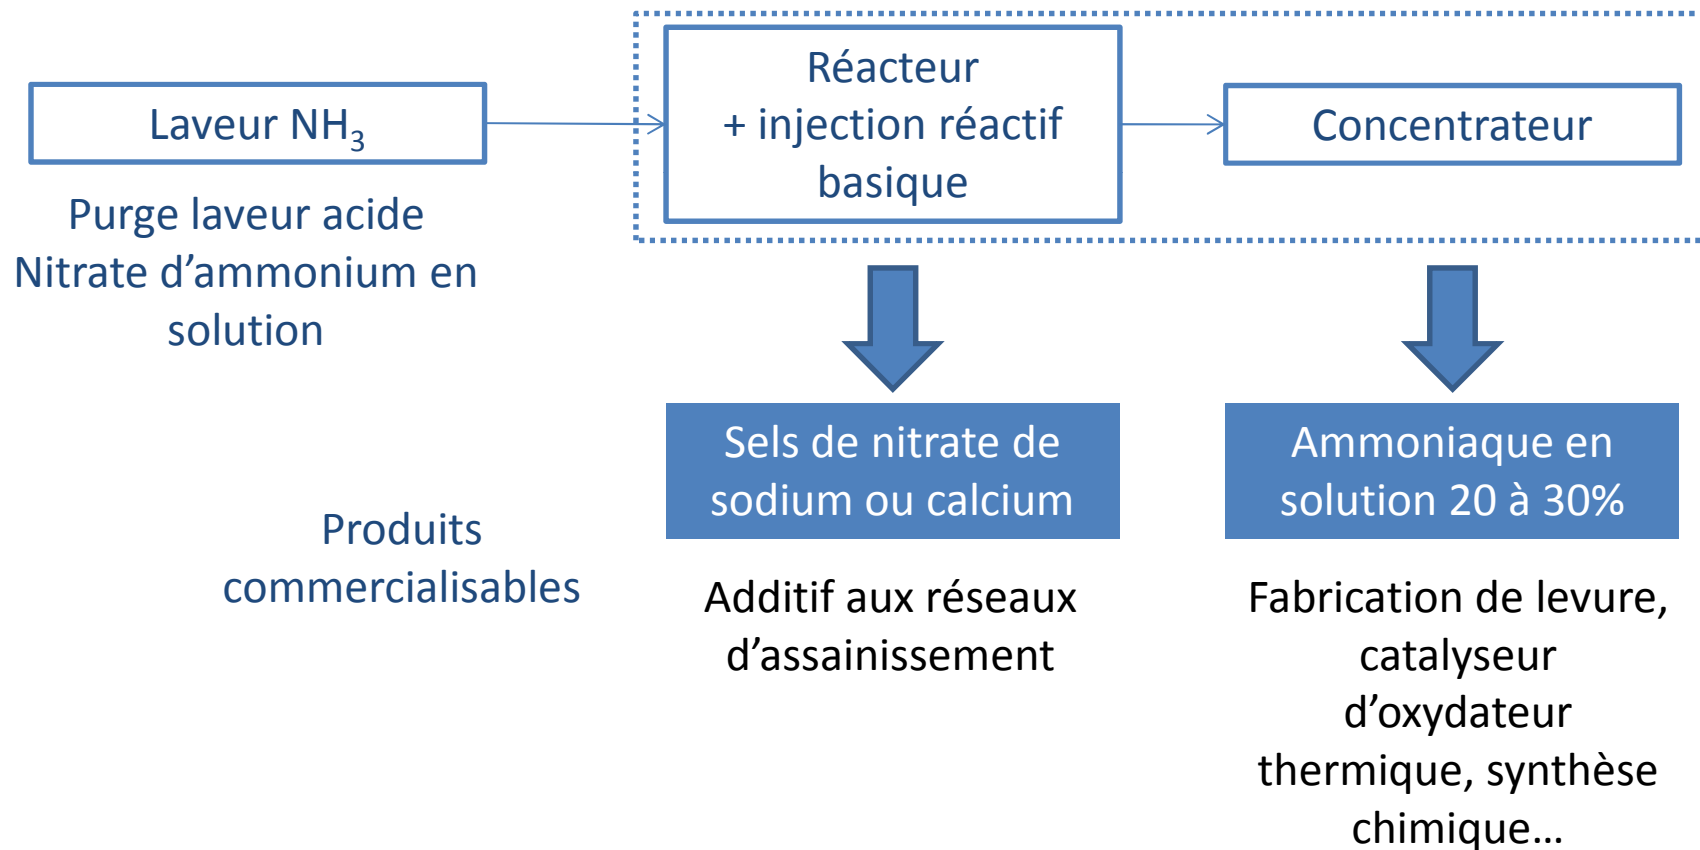 Laveur NH₃
Purge laveur acide
Nitrate d’ammonium en
solution
Réacteur
+ injection réactif
basique
Concentrateur
Produits
commercialisables
Sels de nitrate de
sodium ou calcium
Additif aux réseaux
d’assainissement
Ammoniaque en
solution 20 à 30%
Fabrication de levure,
catalyseur
d’oxydateur
thermique, synthèse
chimique…